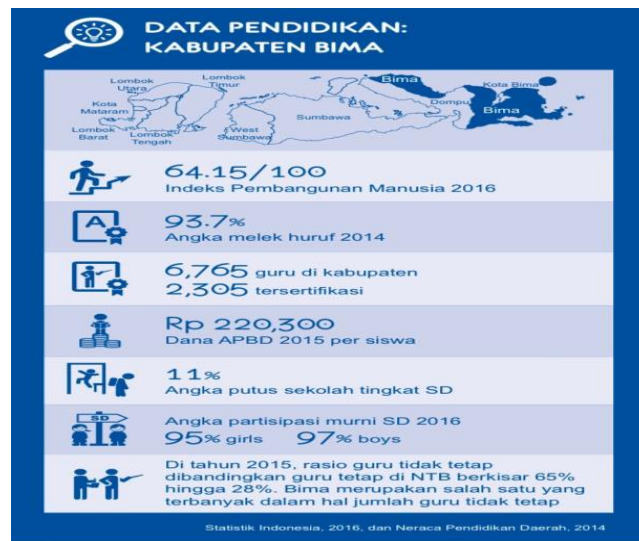 DATA PENDIDIKAN:
KABUPATEN BIMA
Lombok
Utara
Lombok
Timur
Bima
Kota Bima
Kota
Mataram
Sumbawa
Dompu
Bima
Lombok
Barat
Lombok
Tengah
West
Sumbawa
64.15/100
Indeks Pembangunan Manusia 2016
A
93.7%
Angka melek huruf 2014
6,765 guru di kabupaten
2,305 tersertifikasi
Rp 220,300
Dana APBD 2015 per siswa
11%
Angka putus sekolah tingkat SD
SD
Angka partisipasi murni SD 2016
95% girls 97% boys
Di tahun 2015, rasio guru tidak tetap
dibandingkan guru tetap di NTB berkisar 65%
hingga 28%. Bima merupakan salah satu yang
terbanyak dalam hal jumlah guru tidak tetap
Statistik Indonesia, 2016, dan Neraca Pendidikan Daerah, 2014